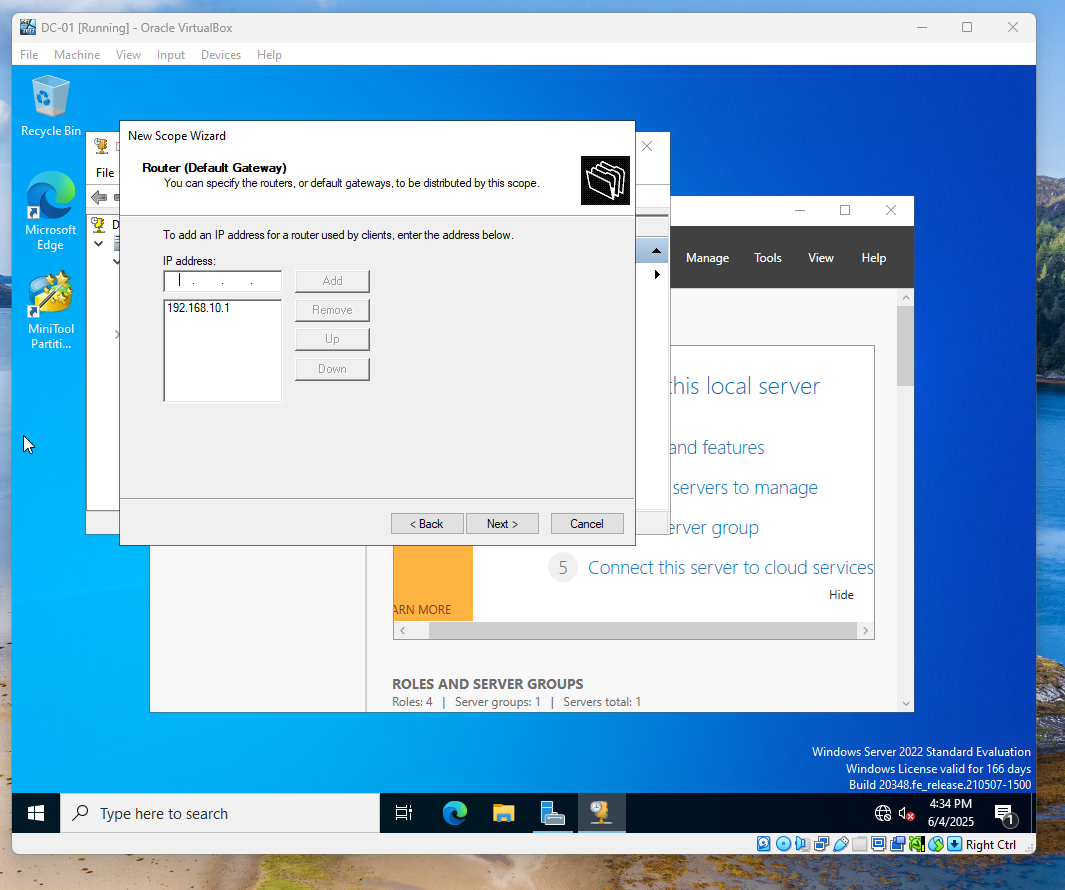 DC-01 [Running] - Oracle VirtualBox
File Machine View Input Devices Help
Recycle Bin
Microsoft
Edge
MiniTool
Partiti...
File
New Scope Wizard
Router (Default Gateway)
You can specify the routers, or default gateways, to be distributed by this scope.
To add an IP address for a router used by clients, enter the address below.
IP address:
. . .
Add
192.168.10.1
Remove
Up
Down
< Back Next > Cancel
Manage Tools View Help
this local server
and features
servers to manage
erver group
5 Connect this server to cloud services
Hide
ARN MORE
ROLES AND SERVER GROUPS
Roles: 4 | Server groups: 1 | Servers total: 1
Windows Server 2022 Standard Evaluation
Windows License valid for 166 days
Build 20348.fe_release.210507-1500
Type here to search
4:34 PM
6/4/2025
1
Right Ctrl